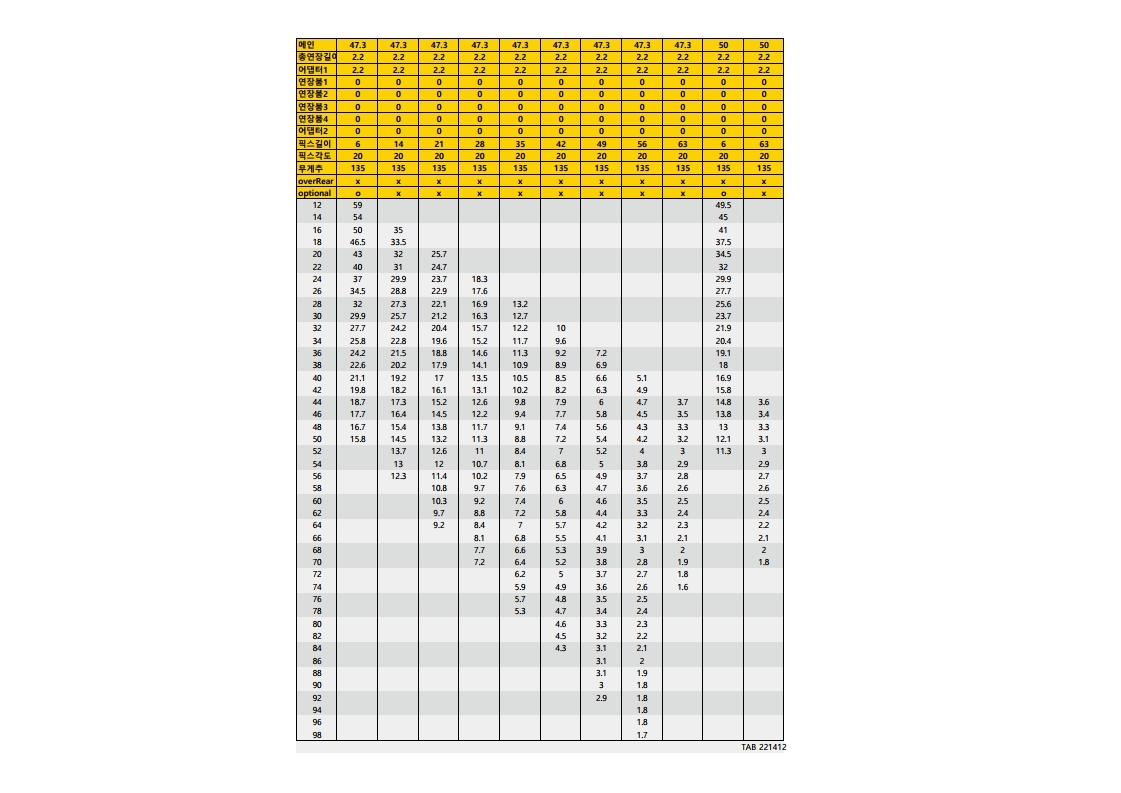 메인 47.3 47.3 47.3 47.3 47.3 47.3 47.3 47.3 47.3 50 50
총연장길이 2.2 2.2 2.2 2.2 2.2 2.2 2.2 2.2 2.2 2.2 2.2
어댑터1 2.2 2.2 2.2 2.2 2.2 2.2 2.2 2.2 2.2 2.2 2.2
연장붐1 0 0 0 0 0 0 0 0 0 0 0
연장붐2 0 0 0 0 0 0 0 0 0 0 0
연장붐3 0 0 0 0 0 0 0 0 0 0 0
연장붐4 0 0 0 0 0 0 0 0 0 0 0
어댑터2 0 0 0 0 0 0 0 0 0 0 0
픽스길이 6 14 21 28 35 42 49 56 63 6 63
픽스각도 20 20 20 20 20 20 20 20 20 20 20
무게추 135 135 135 135 135 135 135 135 135 135 135
overRear x x x x x x x x x x x
optional o x x x x x x x x o x
12 59 49.5
14 54 45
16 50 35 41
18 46.5 33.5 37.5
20 43 32 25.7 34.5
22 40 31 24.7 32
24 37 29.9 23.7 18.3 29.9
26 34.5 28.8 22.9 17.6 27.7
28 32 27.3 22.1 16.9 13.2 25.6
30 29.9 25.7 21.2 16.3 12.7 23.7
32 27.7 24.2 20.4 15.7 12.2 10 21.9
34 25.8 22.8 19.6 15.2 11.7 9.6 20.4
36 24.2 21.5 18.8 14.6 11.3 9.2 7.2 19.1
38 22.6 20.2 17.9 14.1 10.9 8.9 6.9 18
40 21.1 19.2 17 13.5 10.5 8.5 6.6 5.1 16.9
42 19.8 18.2 16.1 13.1 10.2 8.2 6.3 4.9 15.8
44 18.7 17.3 15.2 12.6 9.8 7.9 6 4.7 3.7 14.8 3.6
46 17.7 16.4 14.5 12.2 9.4 7.7 5.8 4.5 3.5 13.8 3.4
48 16.7 15.4 13.8 11.7 9.1 7.4 5.6 4.3 3.3 13 3.3
50 15.8 14.5 13.2 11.3 8.8 7.2 5.4 4.2 3.2 12.1 3.1
52 13.7 12.6 11 8.4 7 5.2 4 3 11.3 3
54 13 12 10.7 8.1 6.8 5 3.8 2.9 2.9
56 12.3 11.4 10.2 7.9 6.5 4.9 3.7 2.8 2.7
58 10.8 9.7 7.6 6.3 4.7 3.6 2.6 2.6
60 10.3 9.2 7.4 6 4.6 3.5 2.5 2.5
62 9.7 8.8 7.2 5.8 4.4 3.3 2.4 2.4
64 9.2 8.4 7 5.7 4.2 3.2 2.3 2.2
66 8.1 6.8 5.5 4.1 3.1 2.1 2.1
68 7.7 6.6 5.3 3.9 3 2 2
70 7.2 6.4 5.2 3.8 2.8 1.9 1.8
72 6.2 5 3.7 2.7 1.8
74 5.9 4.9 3.6 2.6 1.6
76 5.7 4.8 3.5 2.5
78 5.3 4.7 3.4 2.4
80 4.6 3.3 2.3
82 4.5 3.2 2.2
84 4.3 3.1 2.1
86 3.1 2
88 3.1 1.9
90 3 1.8
92 2.9 1.8
94 1.8
96 1.8
98 1.7
TAB 221412